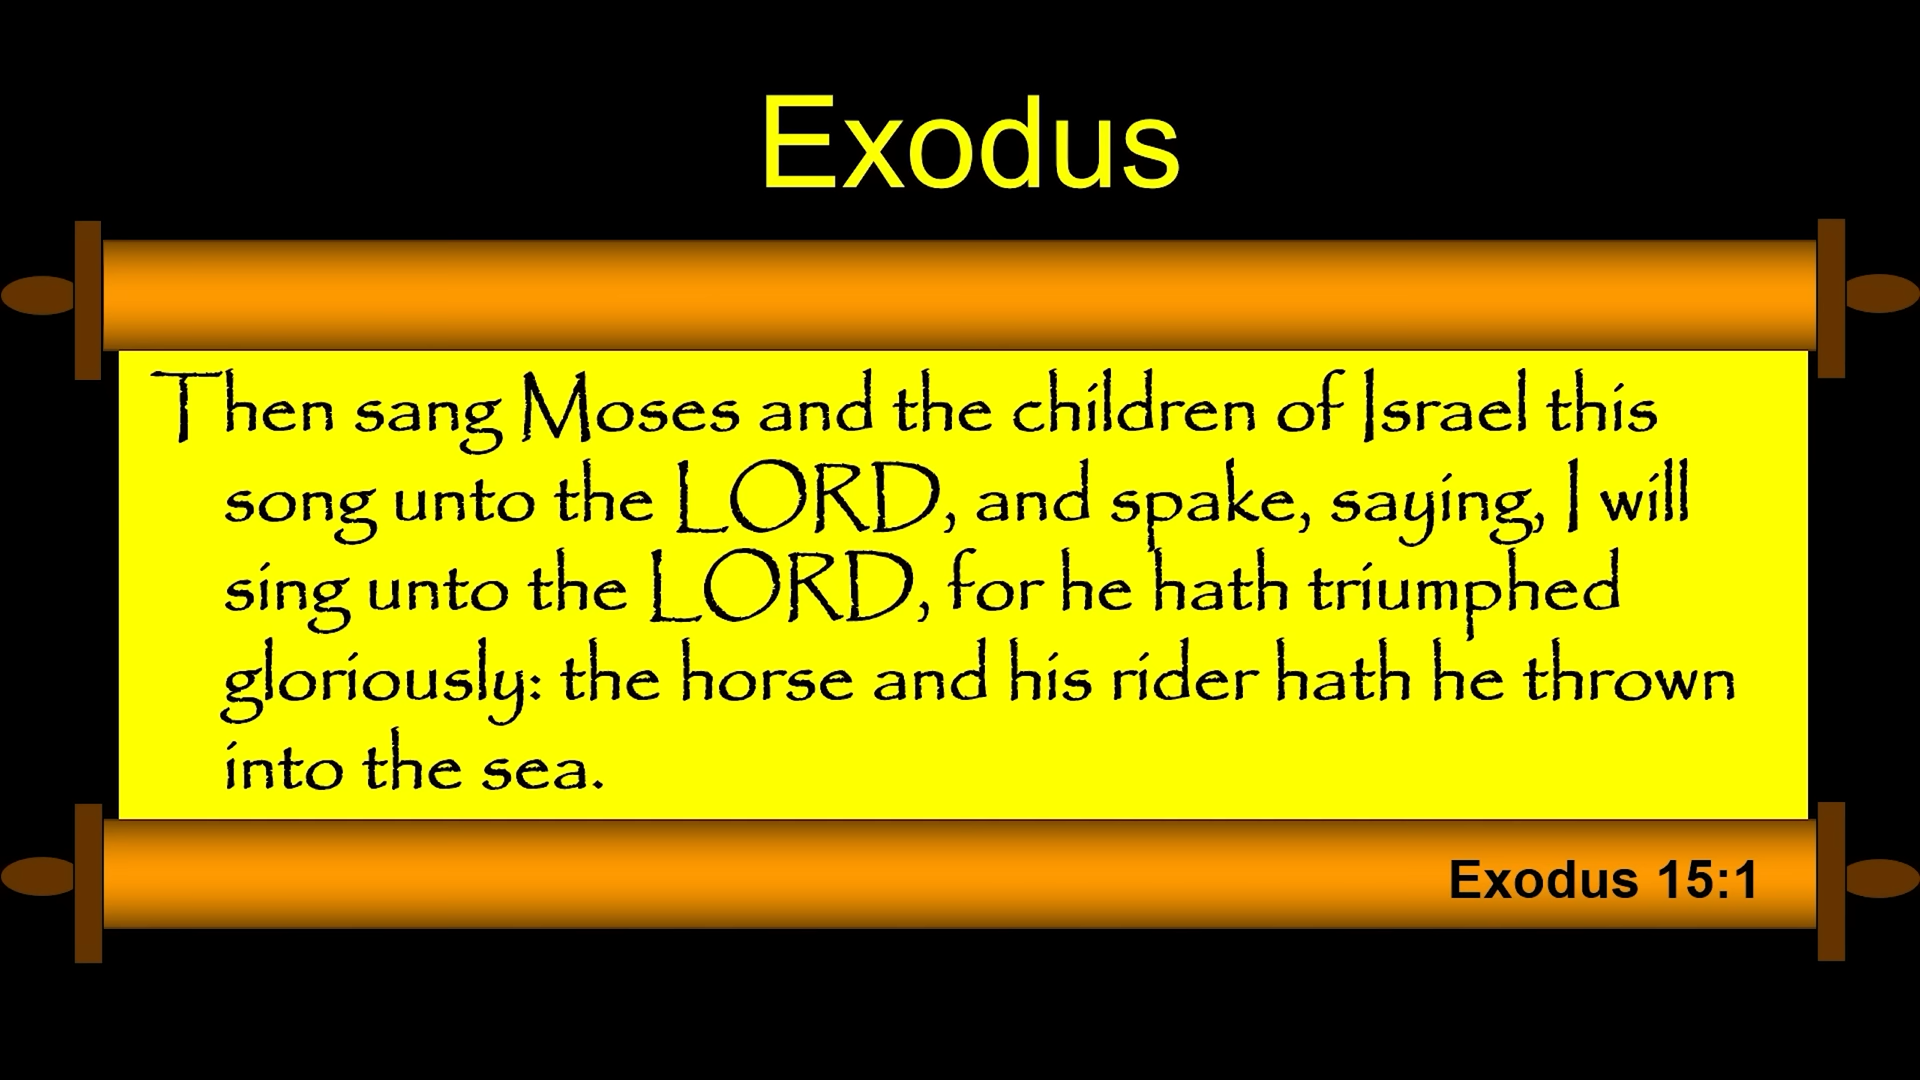 Exodus
Then sang Moses and the children of Israel this
song unto the LORD, and spake, saying, I will
sing unto the LORD, for he hath triumphed
gloriously: the horse and his rider hath he thrown
into the sea.
Exodus 15:1